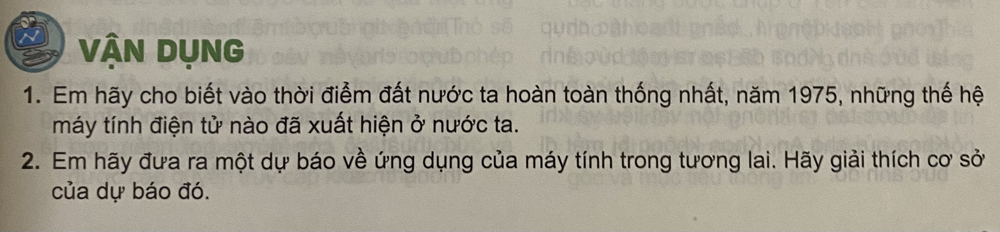 VẬN DỤNG
1. Em hãy cho biết vào thời điểm đất nước ta hoàn toàn thống nhất, năm 1975, những thế hệ
máy tính điện tử nào đã xuất hiện ở nước ta.
2. Em hãy đưa ra một dự báo về ứng dụng của máy tính trong tương lai. Hãy giải thích cơ sở
của dự báo đó.